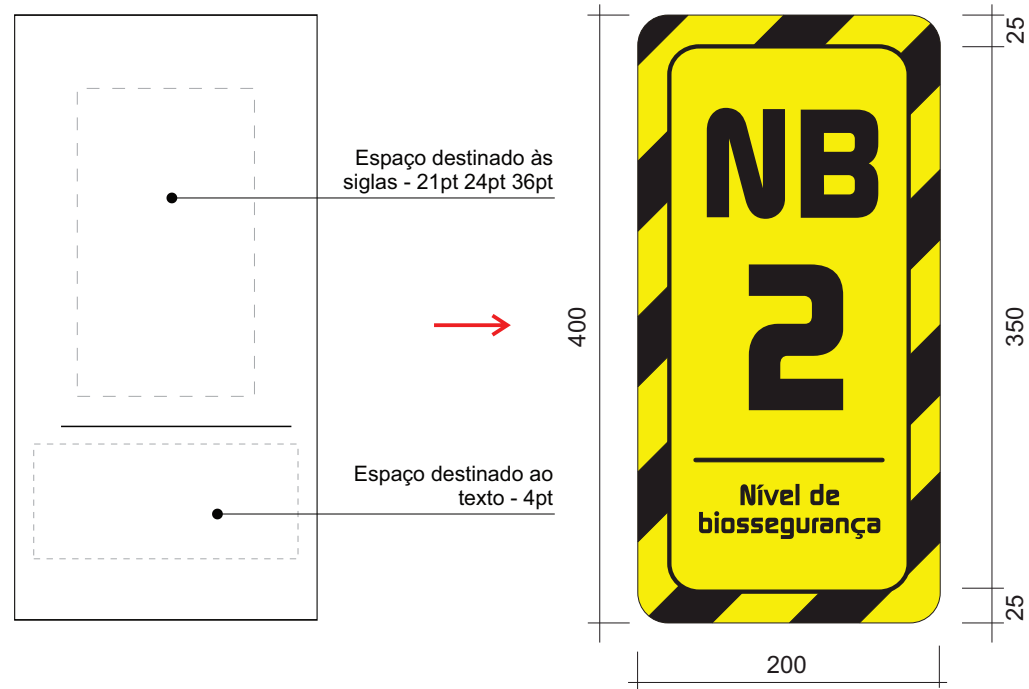 Espaço destinado às
siglas - 21pt 24pt 36pt
Espaço destinado ao
texto - 4pt
400
NB
2
Nível de
biossegurança
25
350
25
200